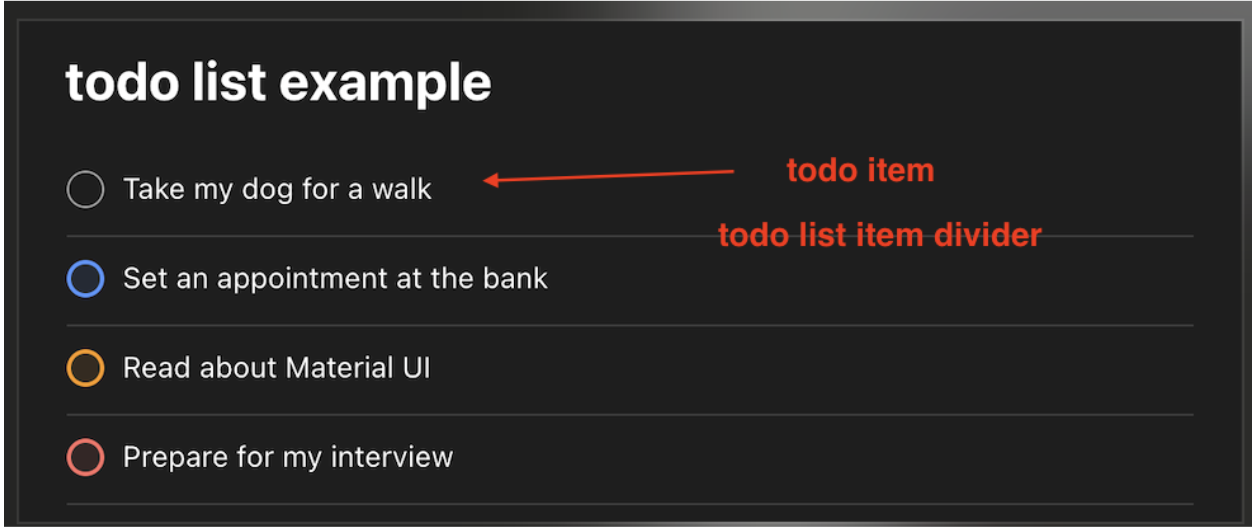 todo list example
Take my dog for a walk
todo item
todo list item divider
Set an appointment at the bank
Read about Material UI
Prepare for my interview